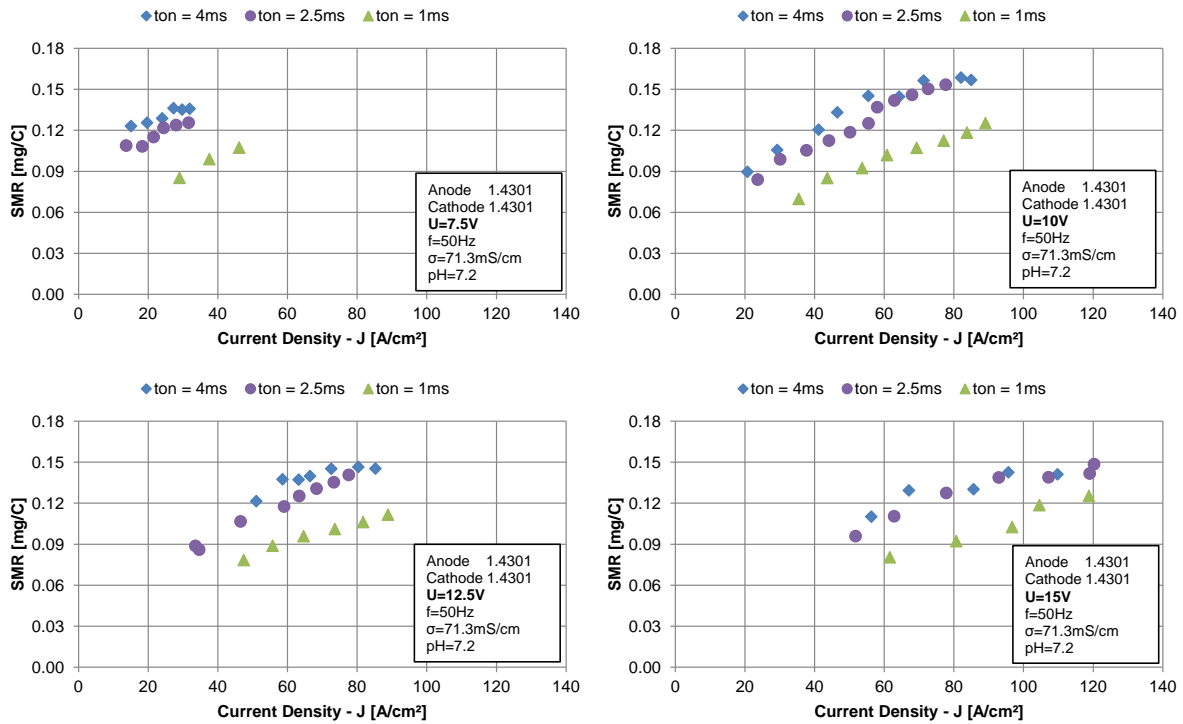 ton = 4ms ton = 2.5ms ton = 1ms
SMR [mg/C]
0.18
0.15
0.12
0.09
0.06
0.03
0.00
Anode 1.4301
Cathode 1.4301
U=7.5V
f=50Hz
σ=71.3mS/cm
pH=7.2
0 20 40 60 80 100 120 140
Current Density - J [A/cm²]
ton = 4ms ton = 2.5ms ton = 1ms
SMR [mg/C]
0.18
0.15
0.12
0.09
0.06
0.03
0.00
Anode 1.4301
Cathode 1.4301
U=10V
f=50Hz
σ=71.3mS/cm
pH=7.2
0 20 40 60 80 100 120 140
Current Density - J [A/cm²]
ton = 4ms ton = 2.5ms ton = 1ms
SMR [mg/C]
0.18
0.15
0.12
0.09
0.06
0.03
0.00
Anode 1.4301
Cathode 1.4301
U=12.5V
f=50Hz
σ=71.3mS/cm
pH=7.2
0 20 40 60 80 100 120 140
Current Density - J [A/cm²]
ton = 4ms ton = 2.5ms ton = 1ms
SMR [mg/C]
0.18
0.15
0.12
0.09
0.06
0.03
0.00
Anode 1.4301
Cathode 1.4301
U=15V
f=50Hz
σ=71.3mS/cm
pH=7.2
0 20 40 60 80 100 120 140
Current Density - J [A/cm²]